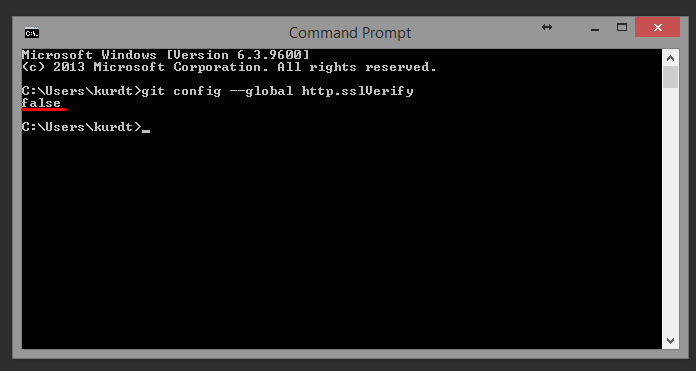 Command Prompt
Microsoft Windows [Version 6.3.9600]
(c) 2013 Microsoft Corporation. All rights reserved.
C:\Users\kurdt>git config --global http.sslVerify
false
C:\Users\kurdt>_